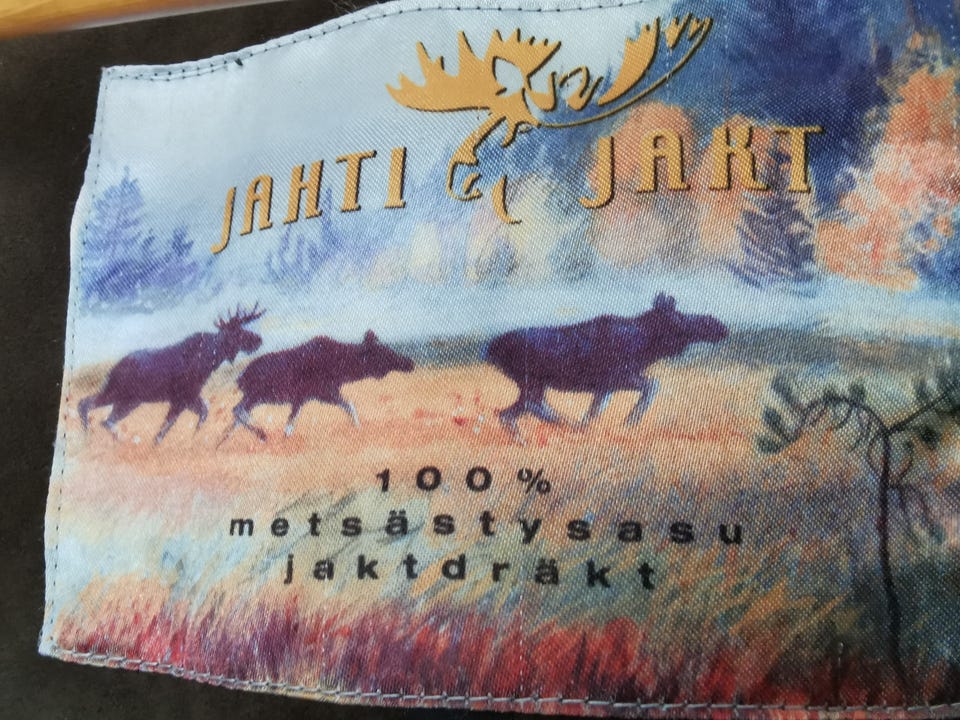 JAHTI JAKT
100%
metsästysasu
jaktdräkt